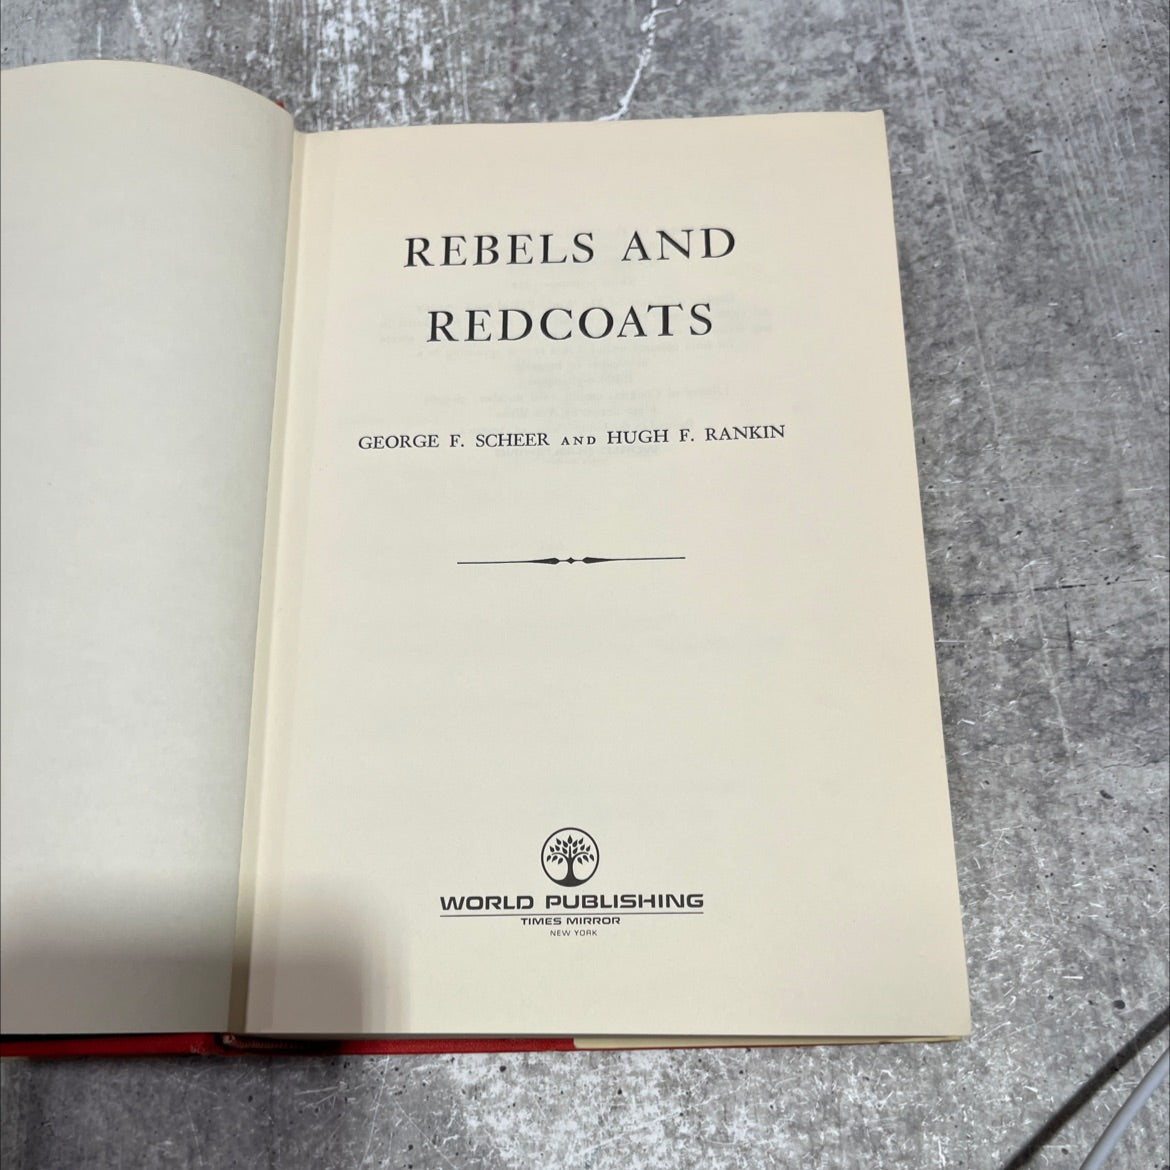 REBELS AND
REDCOATS
GEORGE F. SCHEER AND HUGH F. RANKIN
WORLD PUBLISHING
TIMES MIRROR
NEW YORK